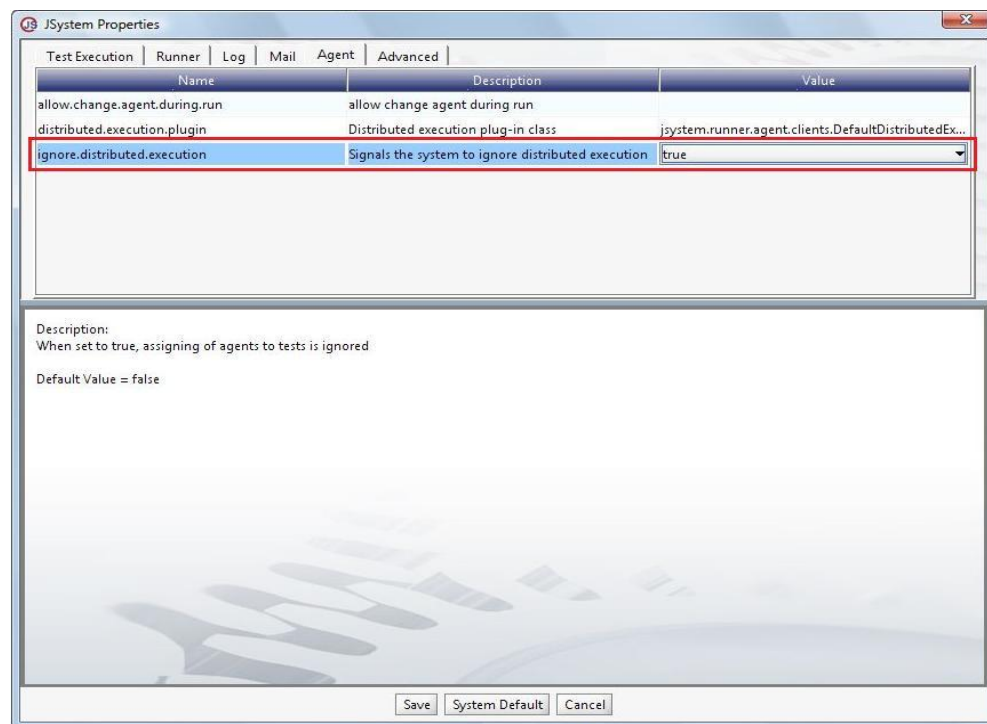 JS JSystem Properties
Test Execution Runner Log Mail Agent Advanced
Name Description Value
allow.change.agent.during.run allow change agent during run
distributed.execution.plugin Distributed execution plug-in class jsystem.runner.agent.clients.DefaultDistributedEx...
ignore.distributed.execution Signals the system to ignore distributed execution true
Description:
When set to true, assigning of agents to tests is ignored
Default Value = false
Save System Default Cancel